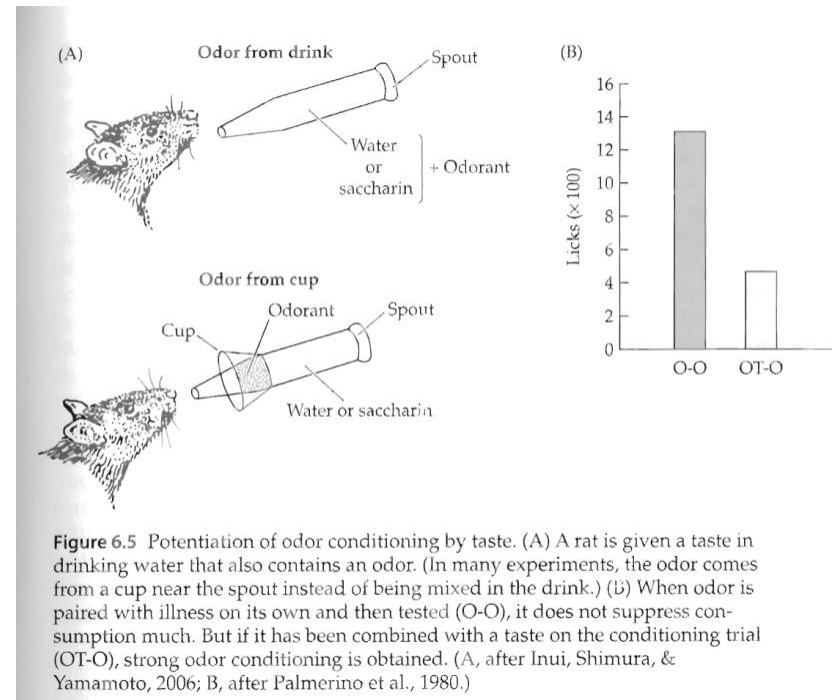 (A)
Odor from drink
Spout
Water
or
saccharin
+ Odorant
Odor from cup
Odorant
Spout
Cup
Water or saccharin
(B)
Licks (× 100)
16
14
12
10
8
6
4
2
0
O-O
OT-O
Figure 6.5 Potentiation of odor conditioning by taste. (A) A rat is given a taste in
drinking water that also contains an odor. (In many experiments, the odor comes
from a cup near the spout instead of being mixed in the drink.) (B) When odor is
paired with illness on its own and then tested (O-O), it does not suppress con-
sumption much. But if it has been combined with a taste on the conditioning trial
(OT-O), strong odor conditioning is obtained. (A, after Inui, Shimura, &
Yamamoto, 2006; B, after Palmerino et al., 1980.)